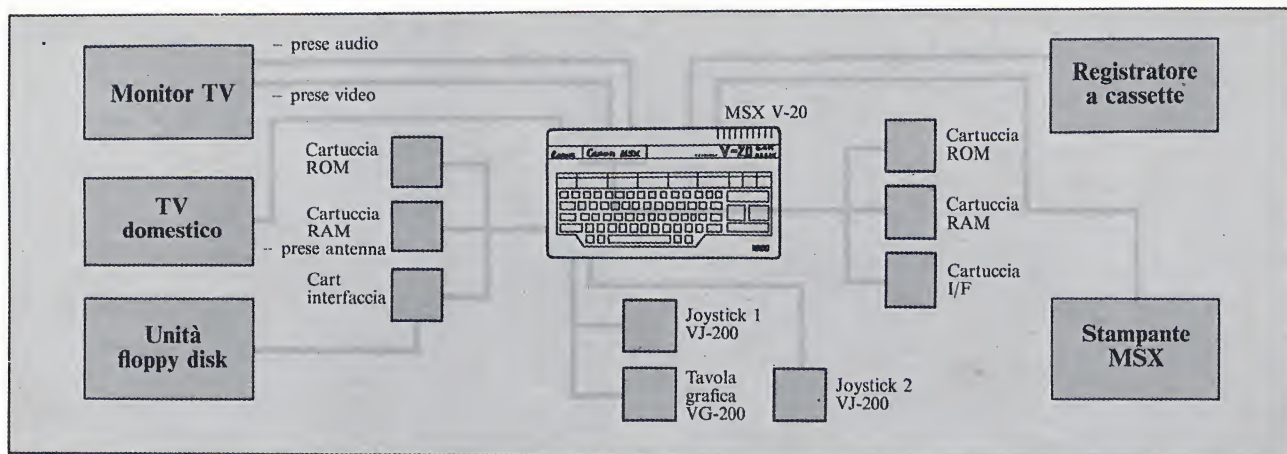 – prese audio
Monitor TV
– prese video
TV
domestico
– prese antenna
Unità
floppy disk
Cartuccia
ROM
Cartuccia
RAM
Cart
interfaccia
MSX V-20
Canon MSX
V-20
Joystick 1
VJ-200
Tavola
grafica
VG-200
Joystick 2
VJ-200
Cartuccia
ROM
Cartuccia
RAM
Cartuccia
I/F
Registratore
a cassette
Stampante
MSX